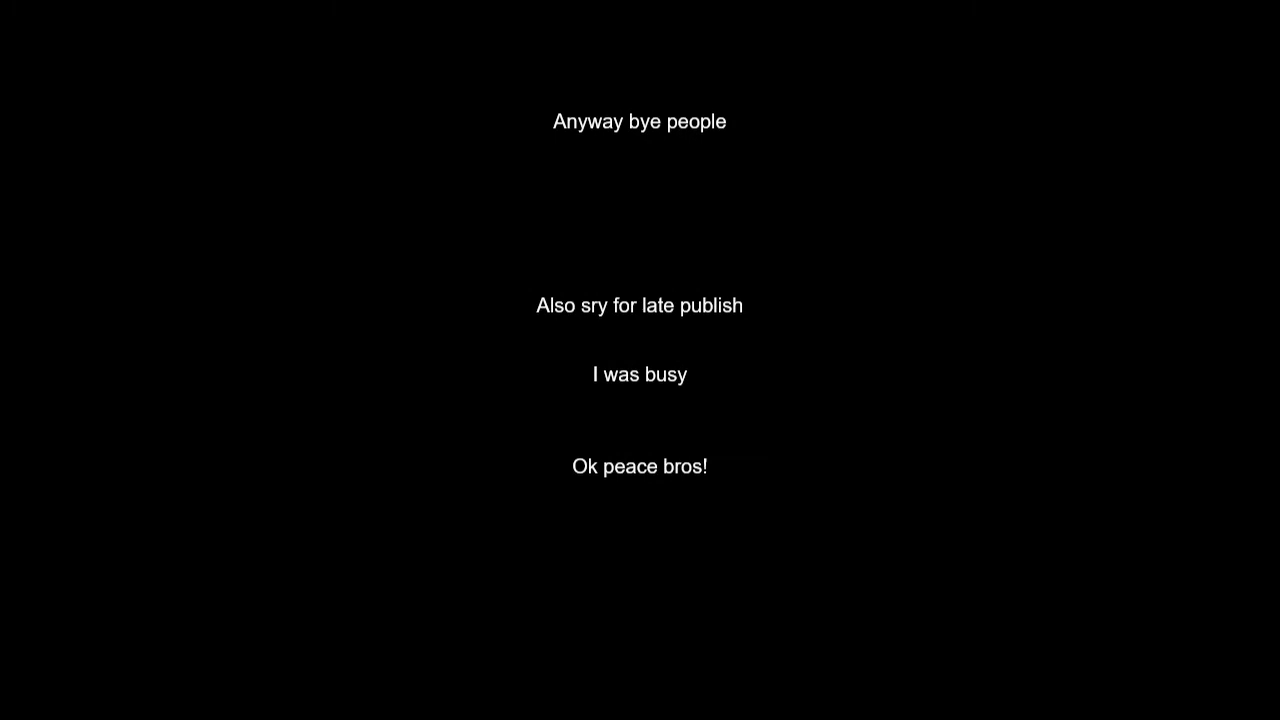 Anyway bye people
Also sry for late publish
I was busy
Ok peace bros!